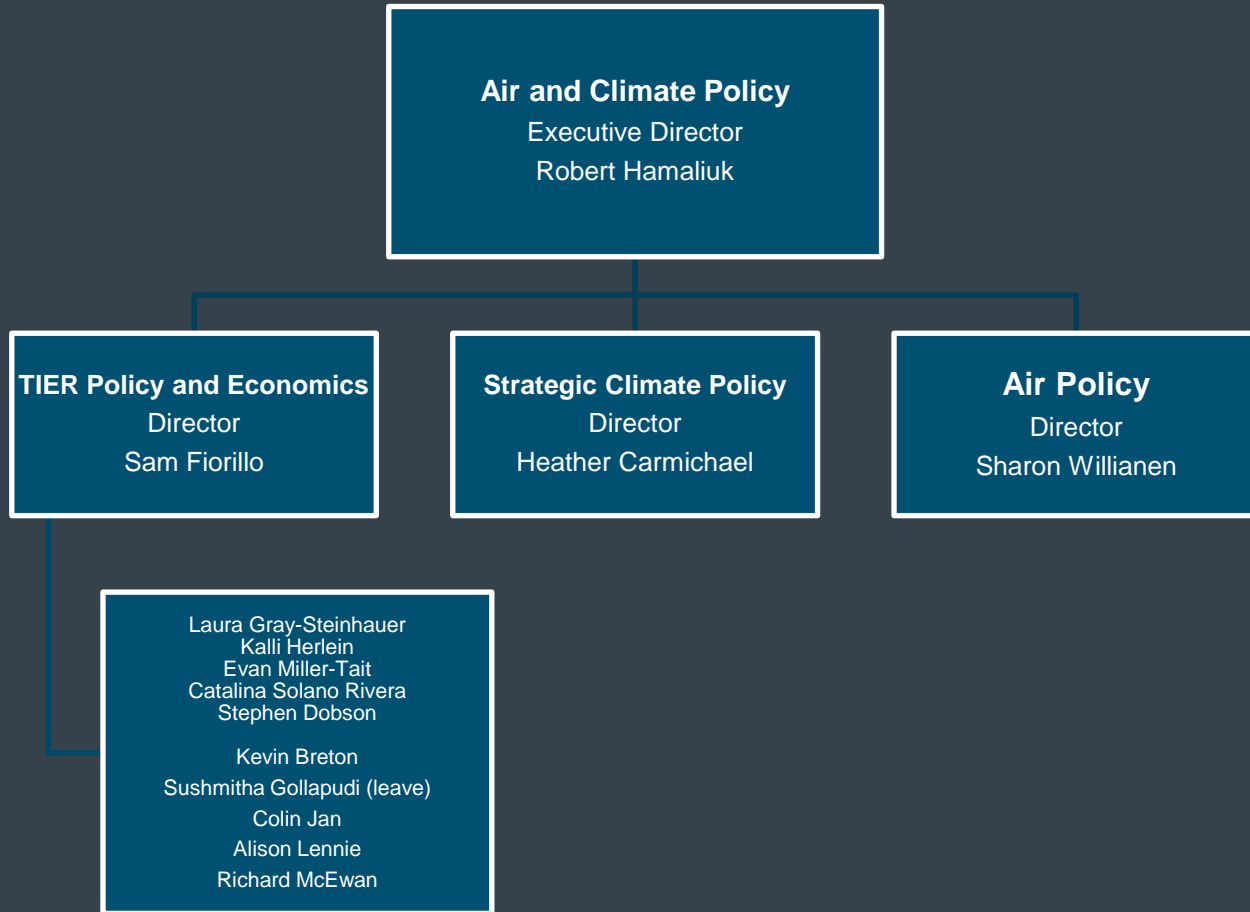 Air and Climate Policy
Executive Director
Robert Hamaliuk
TIER Policy and Economics
Director
Sam Fiorillo
Strategic Climate Policy
Director
Heather Carmichael
Air Policy
Director
Sharon Willianen
Laura Gray-Steinhauer
Kalli Herlein
Evan Miller-Tait
Catalina Solano Rivera
Stephen Dobson
Kevin Breton
Sushmitha Gollapudi (leave)
Colin Jan
Alison Lennie
Richard McEwan